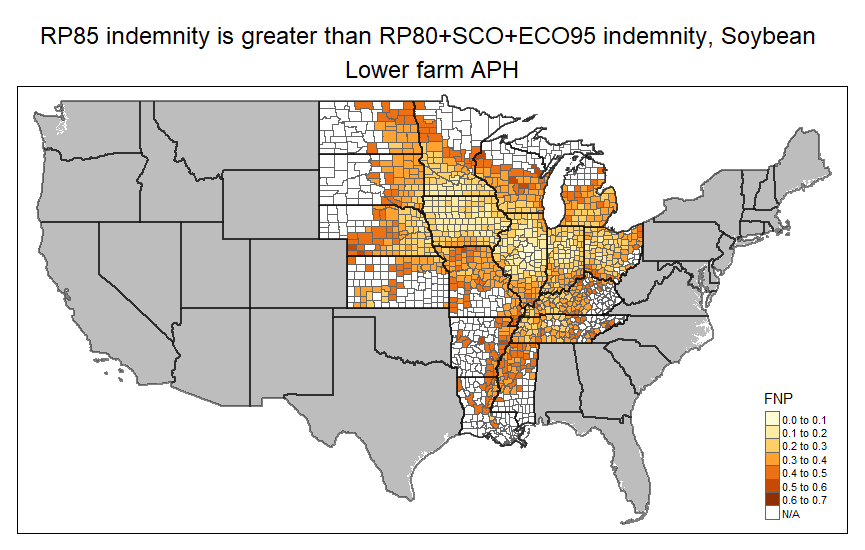 RP85 indemnity is greater than RP80+SCO+ECO95 indemnity, Soybean
Lower farm APH
FNP
0.0 to 0.1
0.1 to 0.2
0.2 to 0.3
0.3 to 0.4
0.4 to 0.5
0.5 to 0.6
0.6 to 0.7
N/A